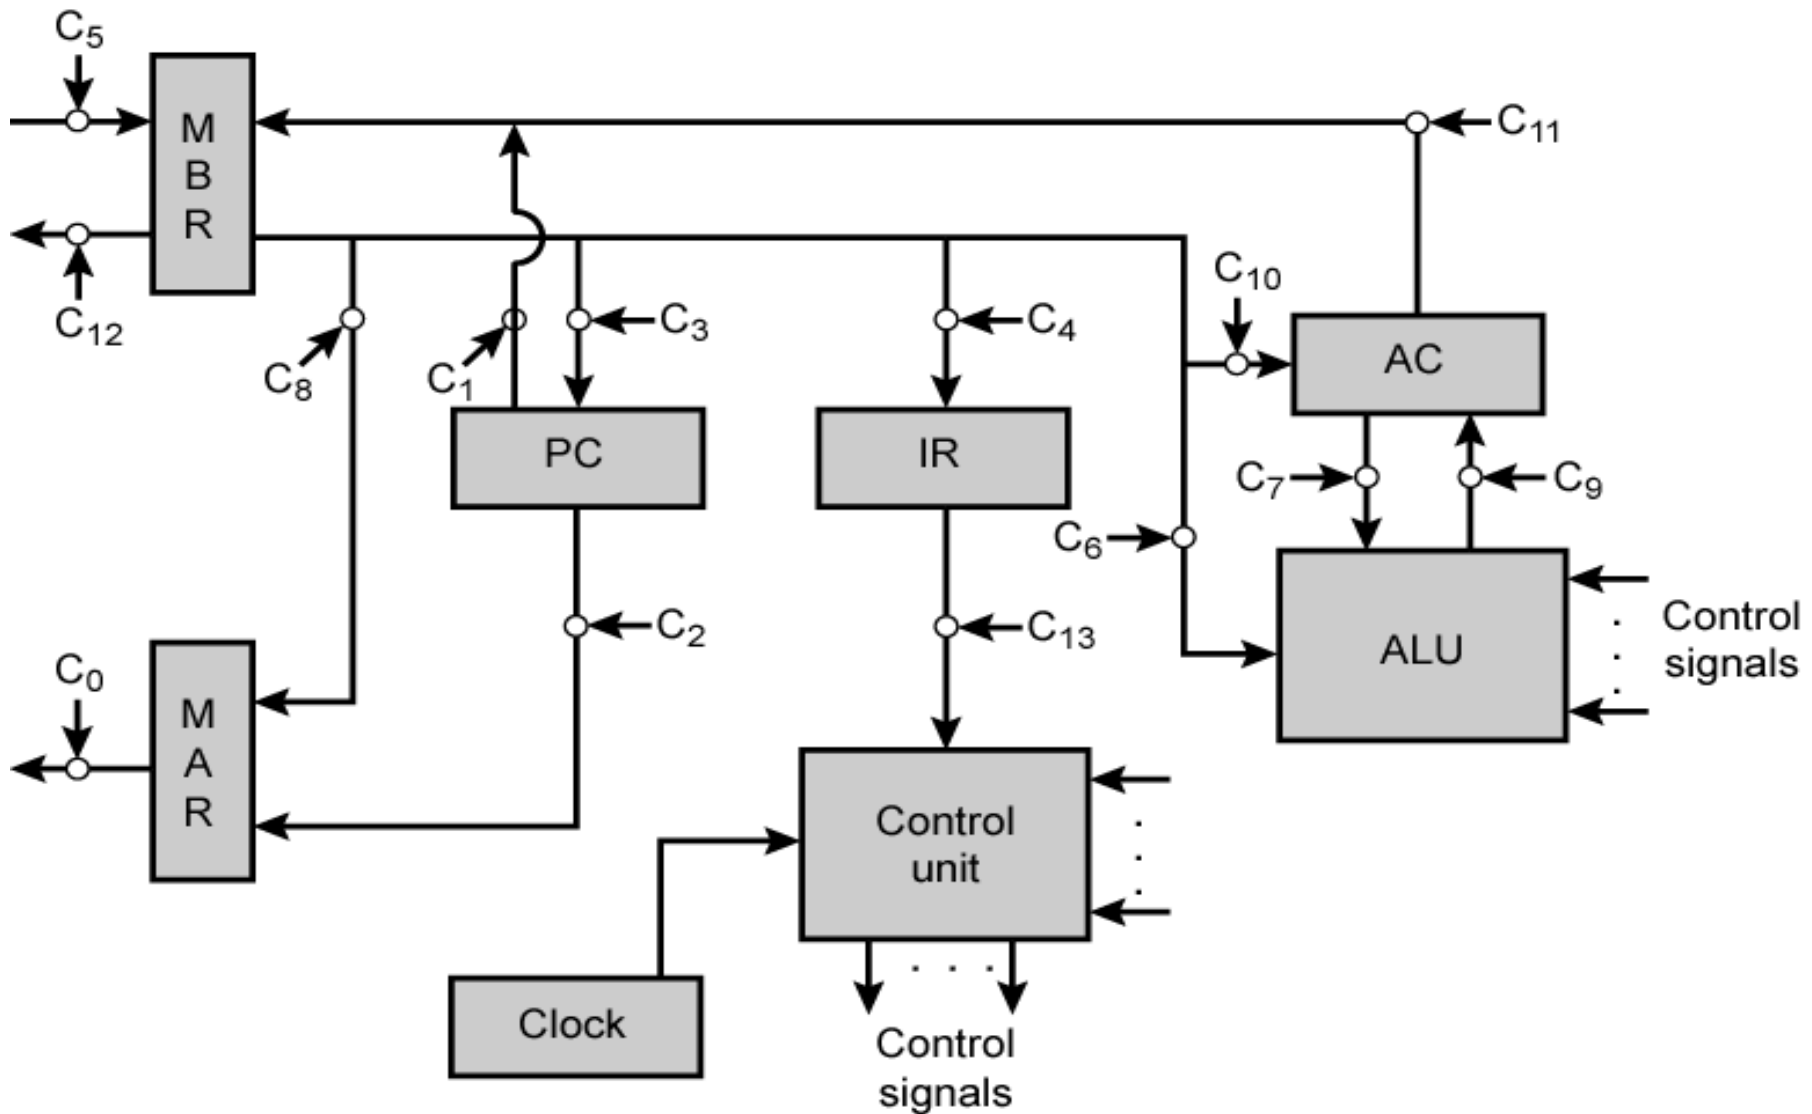 C5
M
B
R
C11
C12
C8
C1
C3
C4
C10
AC
PC
IR
C7
C9
C6
C2
C13
ALU
Control
signals
C0
M
A
R
Control
unit
Clock
Control
signals